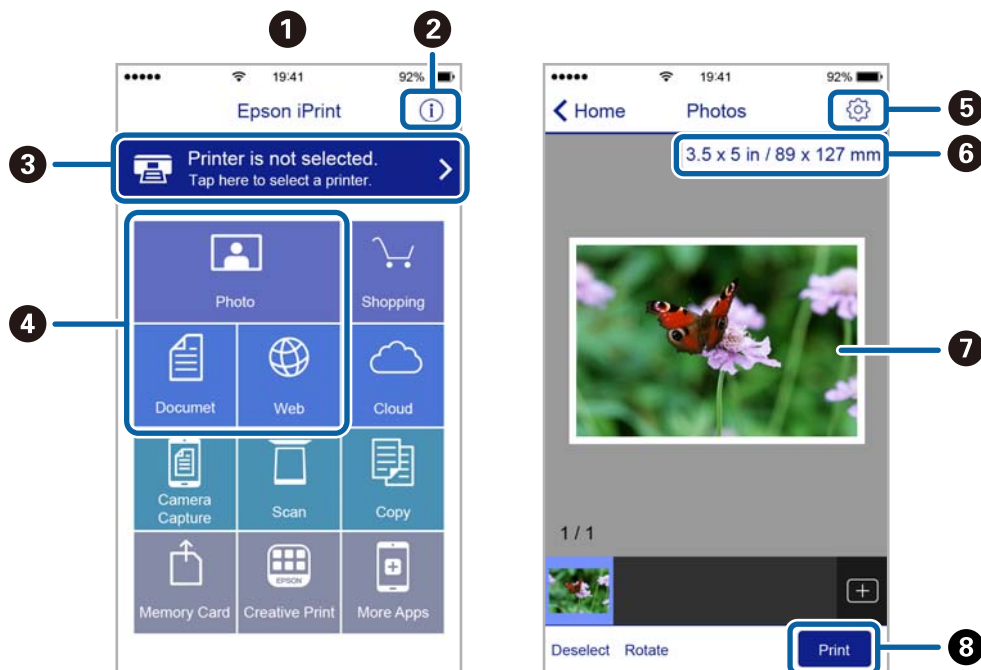 1
2
19:41
92%
Epson iPrint
i
3
Printer is not selected.
Tap here to select a printer.
4
Photo
Shopping
Documet
Web
Cloud
Camera
Capture
Scan
Copy
EPSON
Memory Card
Creative Print
More Apps
19:41
92%
Home
Photos
5
3.5 x 5 in / 89 x 127 mm
6
7
1 / 1
Deselect
Rotate
Print
8